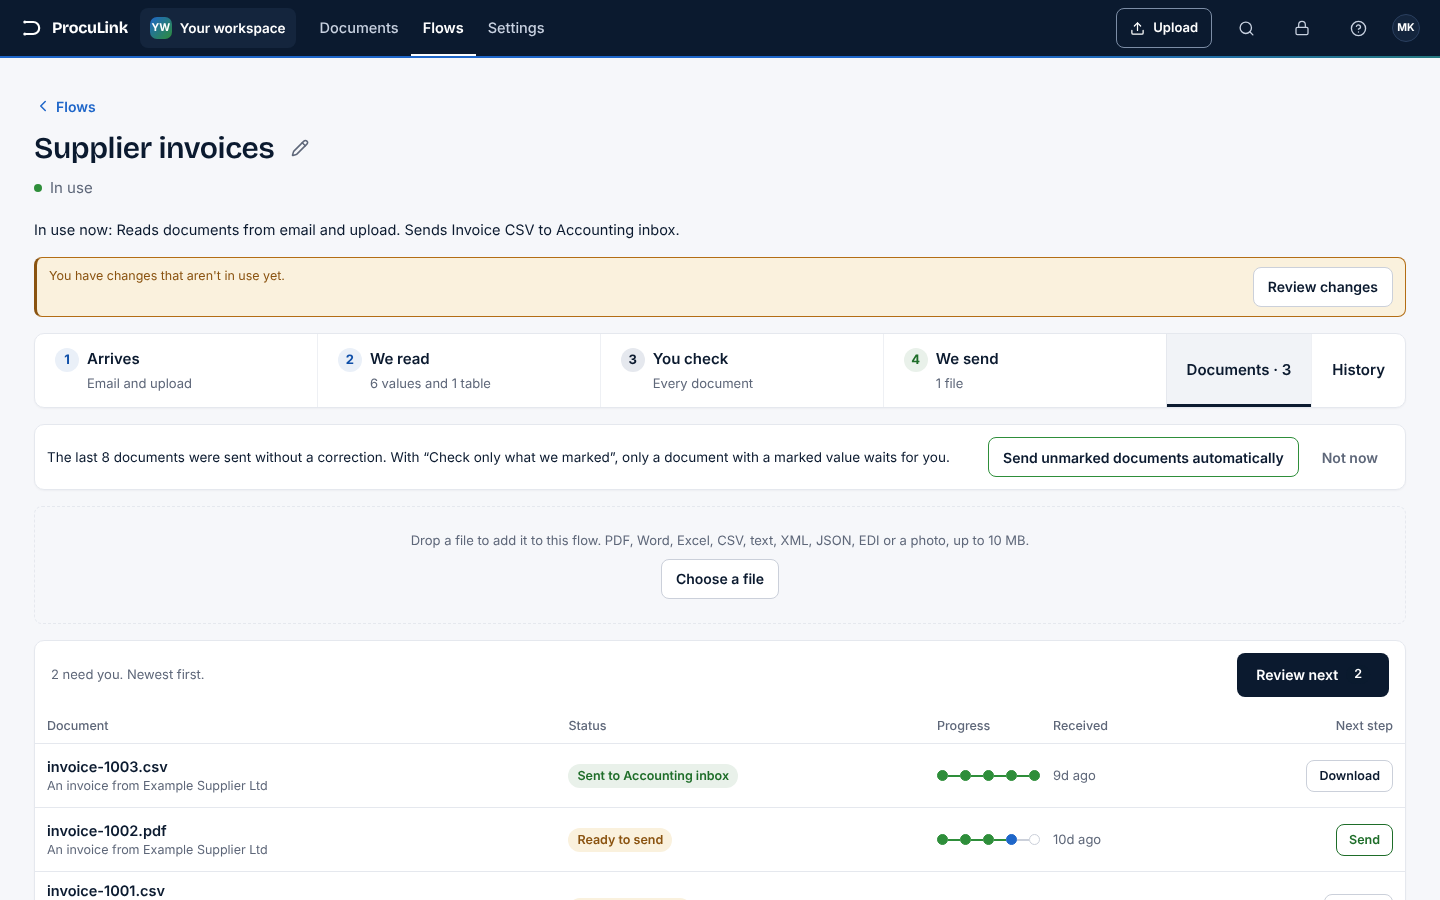 ProcuLink
YW Your workspace
Documents
Flows
Settings
Upload
MK
Flows
Supplier invoices
In use
In use now: Reads documents from email and upload. Sends Invoice CSV to Accounting inbox.
You have changes that aren't in use yet.
Review changes
1 Arrives
Email and upload
2 We read
6 values and 1 table
3 You check
Every document
4 We send
1 file
Documents · 3
History
The last 8 documents were sent without a correction. With “Check only what we marked”, only a document with a marked value waits for you.
Send unmarked documents automatically
Not now
Drop a file to add it to this flow. PDF, Word, Excel, CSV, text, XML, JSON, EDI or a photo, up to 10 MB.
Choose a file
2 need you. Newest first.
Review next 2
Document
Status
Progress
Received
Next step
invoice-1003.csv
An invoice from Example Supplier Ltd
Sent to Accounting inbox
9d ago
Download
invoice-1002.pdf
An invoice from Example Supplier Ltd
Ready to send
10d ago
Send
invoice-1001.csv